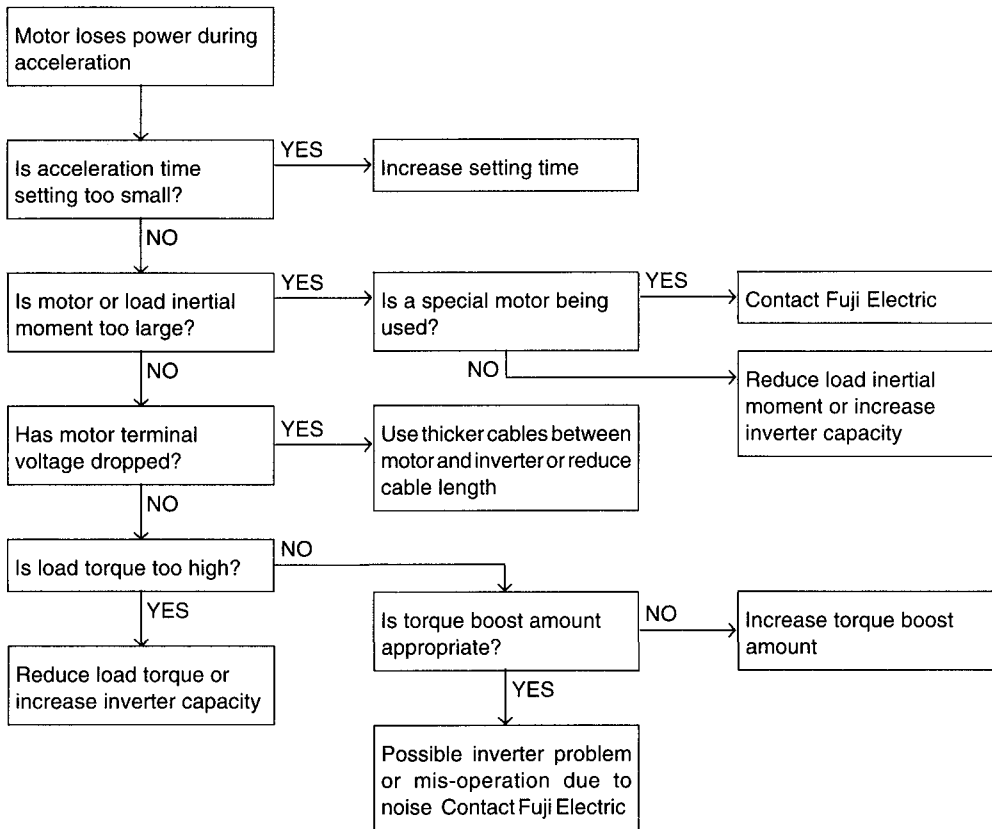 Motor loses power during
acceleration
Is acceleration time
setting too small?
YES
Increase setting time
NO
Is motor or load inertial
moment too large?
YES
Is a special motor being
used?
YES
Contact Fuji Electric
NO
Reduce load inertial
moment or increase
inverter capacity
NO
Has motor terminal
voltage dropped?
YES
Use thicker cables between
motor and inverter or reduce
cable length
NO
Is load torque too high?
NO
Is torque boost amount
appropriate?
NO
Increase torque boost
amount
YES
Reduce load torque or
increase inverter capacity
YES
Possible inverter problem
or mis-operation due to
noise Contact Fuji Electric